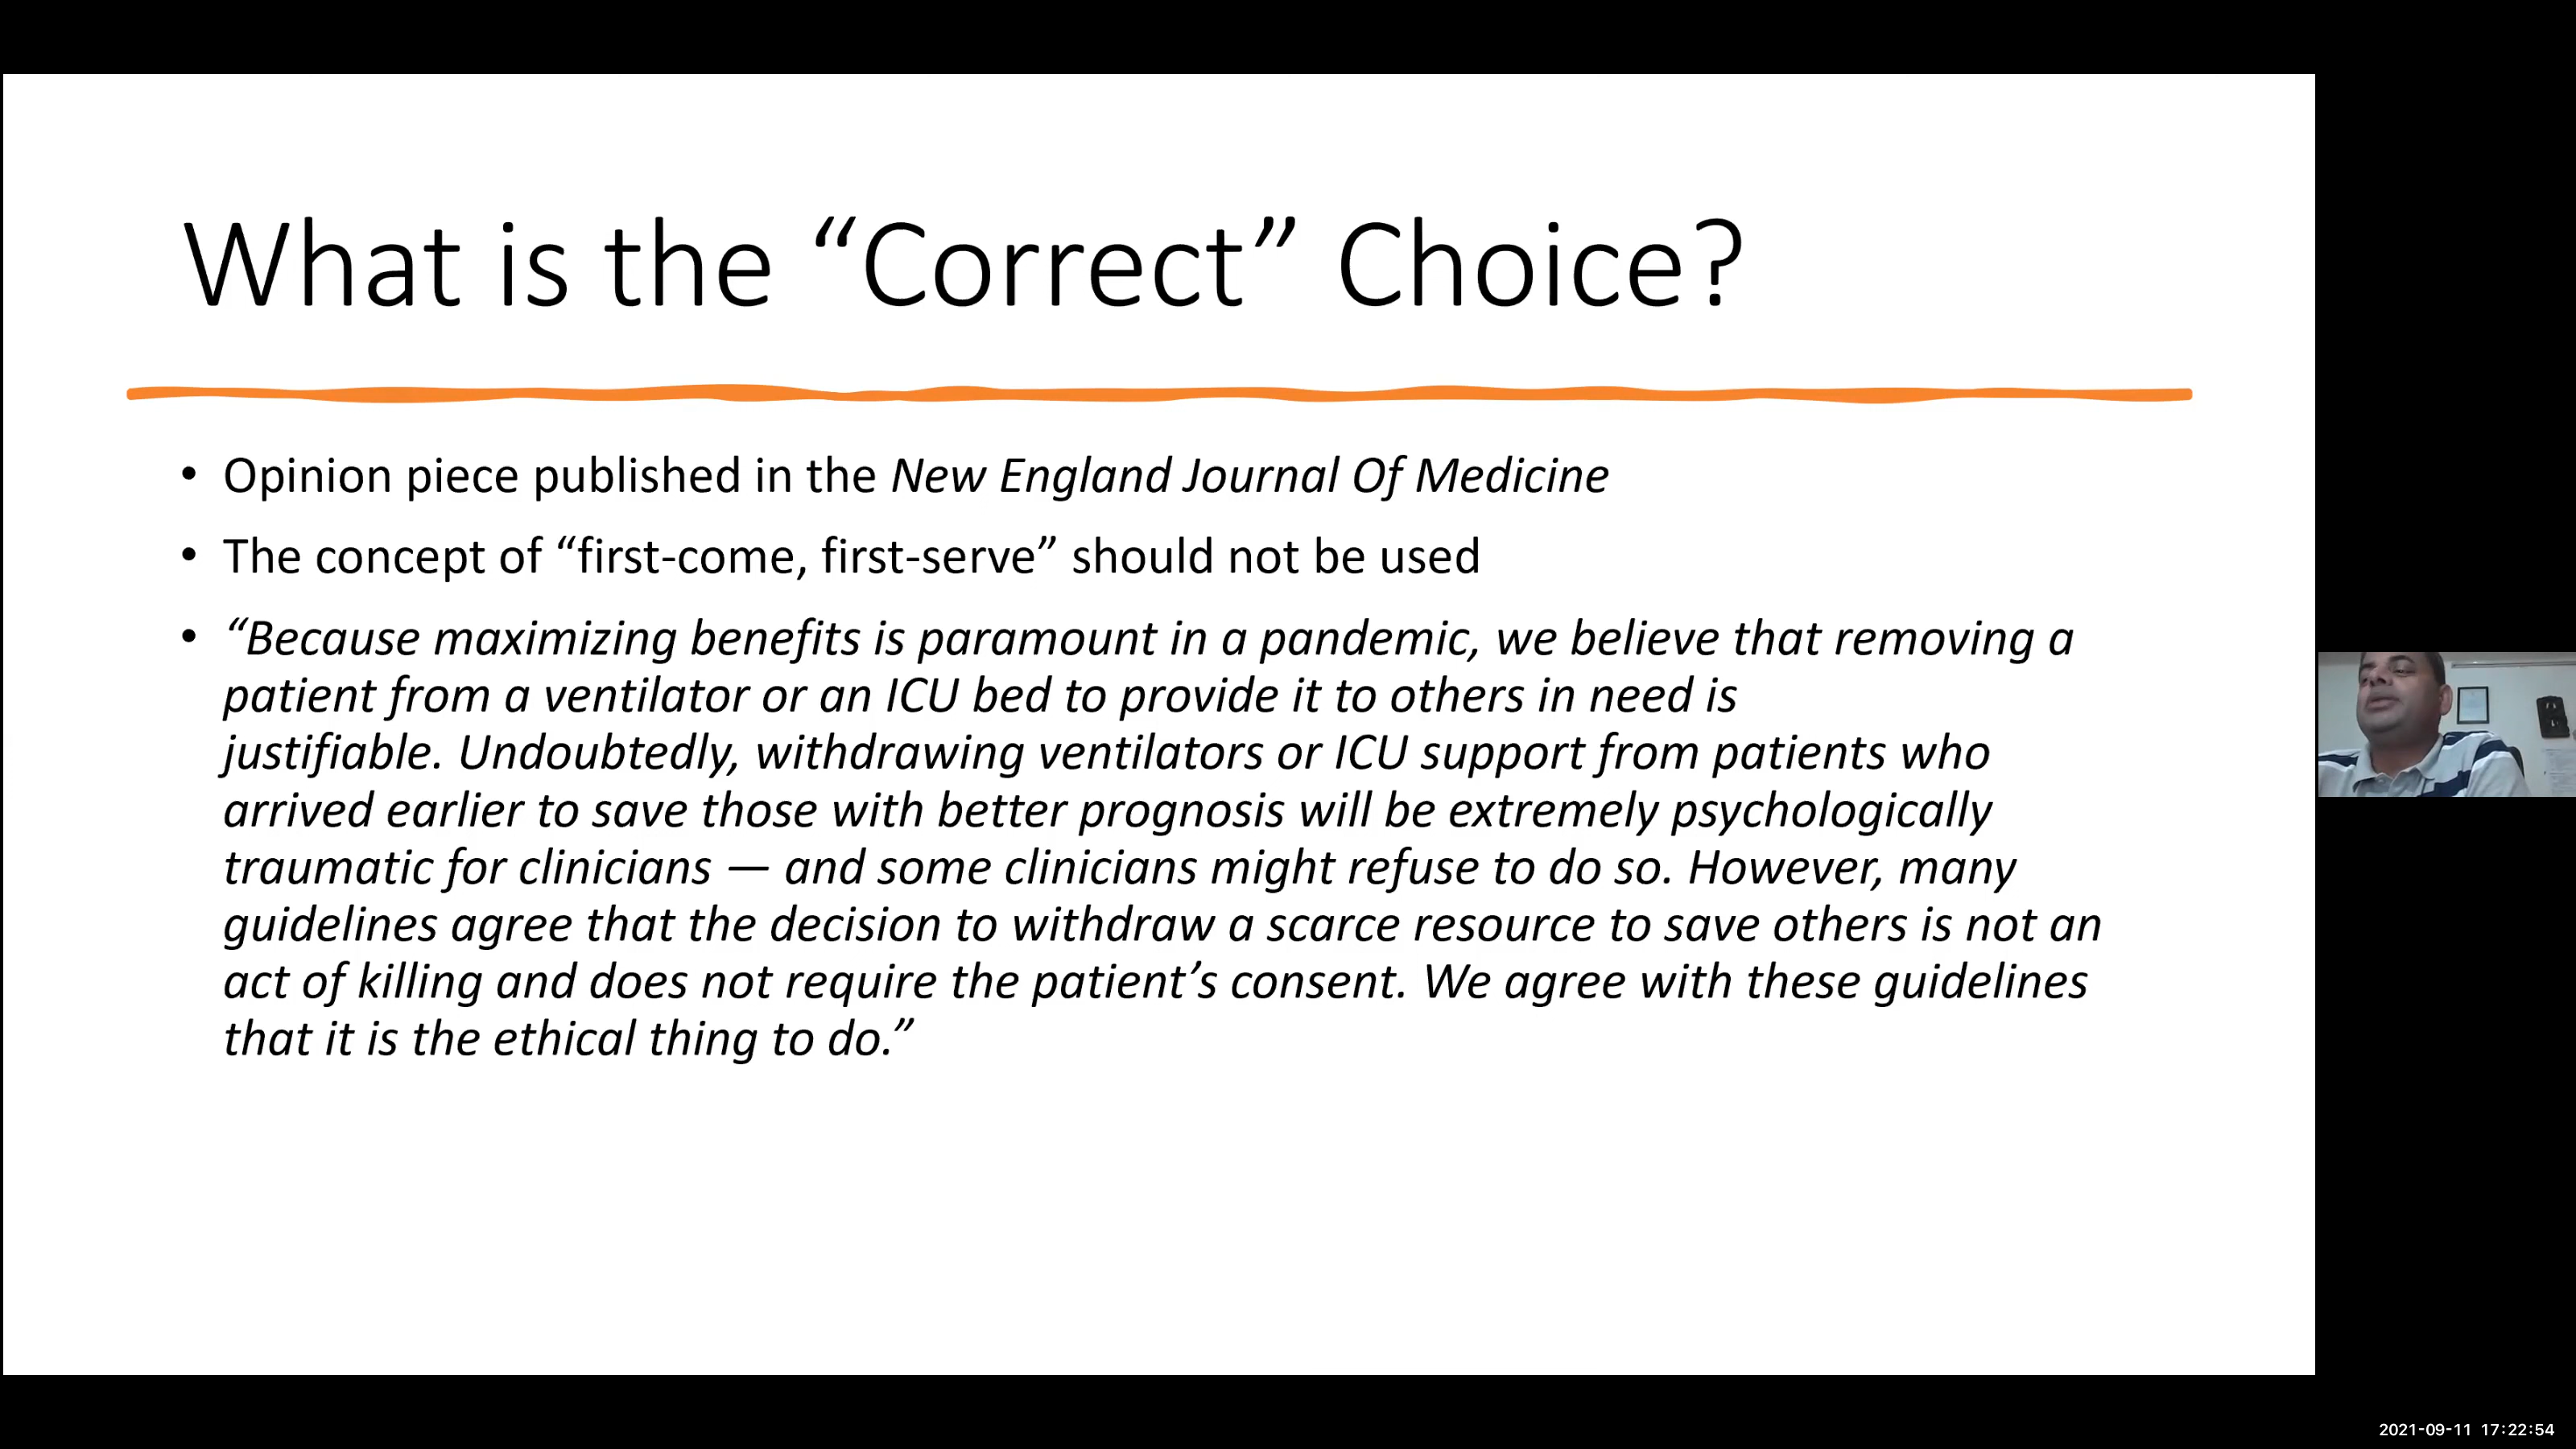 What is the “Correct” Choice?
• Opinion piece published in the New England Journal Of Medicine
• The concept of “first-come, first-serve” should not be used
• “Because maximizing benefits is paramount in a pandemic, we believe that removing a
patient from a ventilator or an ICU bed to provide it to others in need is
justifiable. Undoubtedly, withdrawing ventilators or ICU support from patients who
arrived earlier to save those with better prognosis will be extremely psychologically
traumatic for clinicians — and some clinicians might refuse to do so. However, many
guidelines agree that the decision to withdraw a scarce resource to save others is not an
act of killing and does not require the patient’s consent. We agree with these guidelines
that it is the ethical thing to do.”
2021-09-11 17:22:54